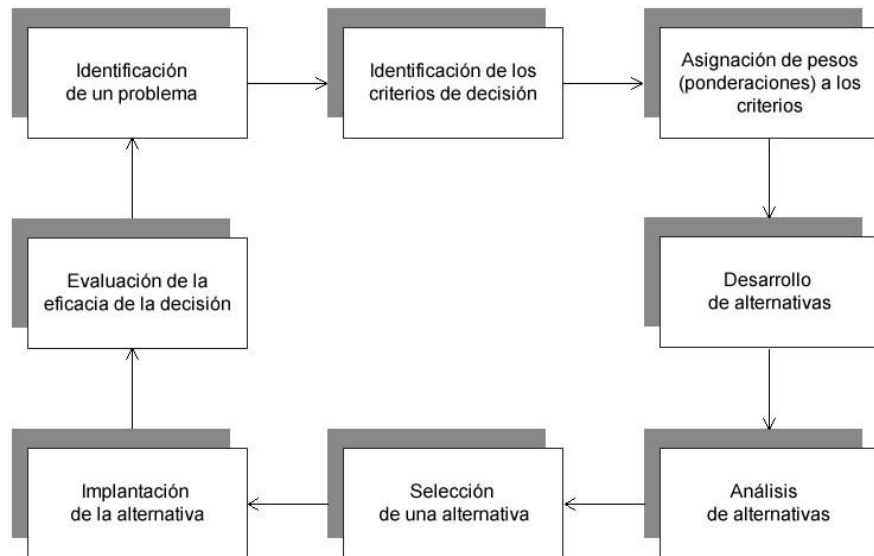 Identificación
de un problema
Identificación de los
criterios de decisión
Asignación de pesos
(ponderaciones) a los
criterios
Desarrollo
de alternativas
Análisis
de alternativas
Selección
de una alternativa
Implantación
de la alternativa
Evaluación de la
eficacia de la decisión